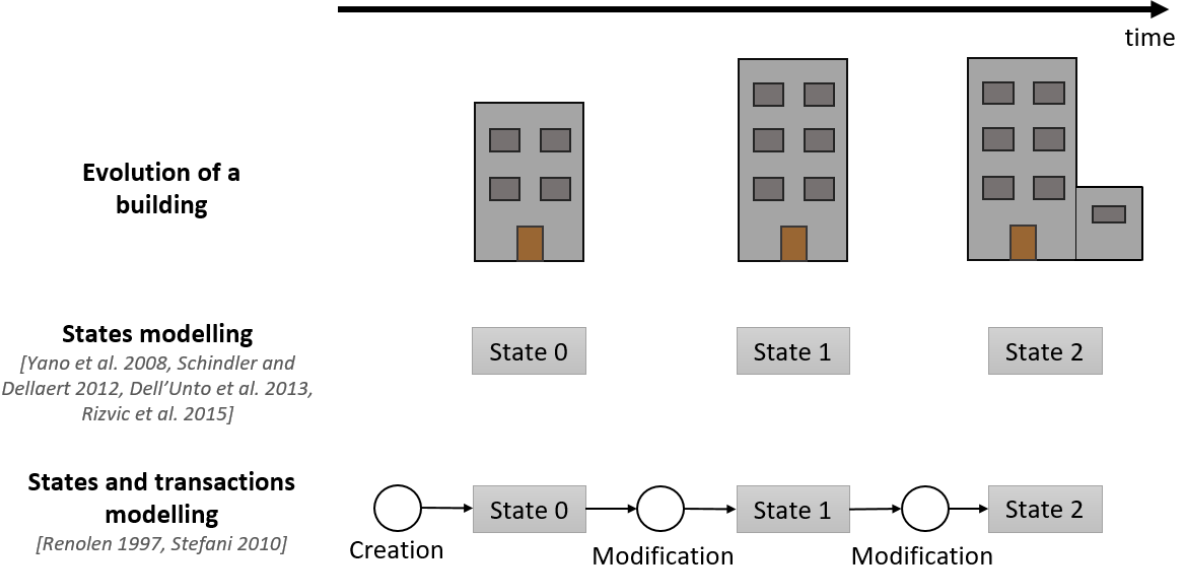 time
Evolution of a
building
States modelling
[Yano et al. 2008, Schindler and
Dellaert 2012, Dell’Unto et al. 2013,
Rizvic et al. 2015]
State 0
State 1
State 2
States and transactions
modelling
[Renolen 1997, Stefani 2010]
State 0
State 1
State 2
Creation
Modification
Modification